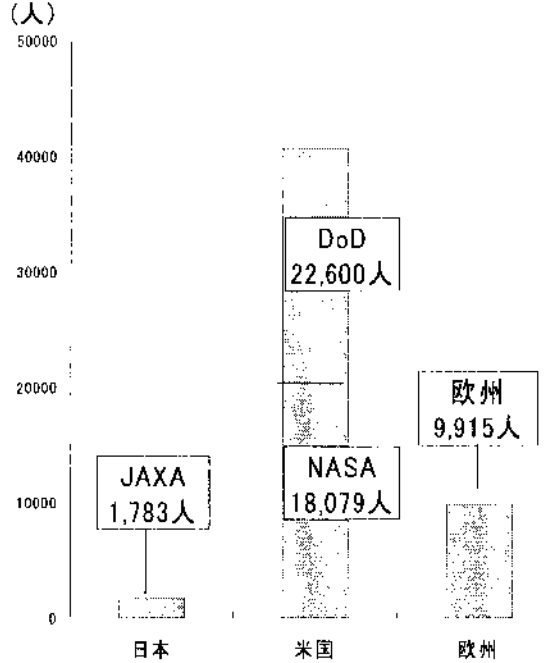 (人)
50000
40000
30000
20000
10000
0
DoD
22,600人
NASA
18,079人
欧州
9,915人
JAXA
1,783人
日本
米国
欧州